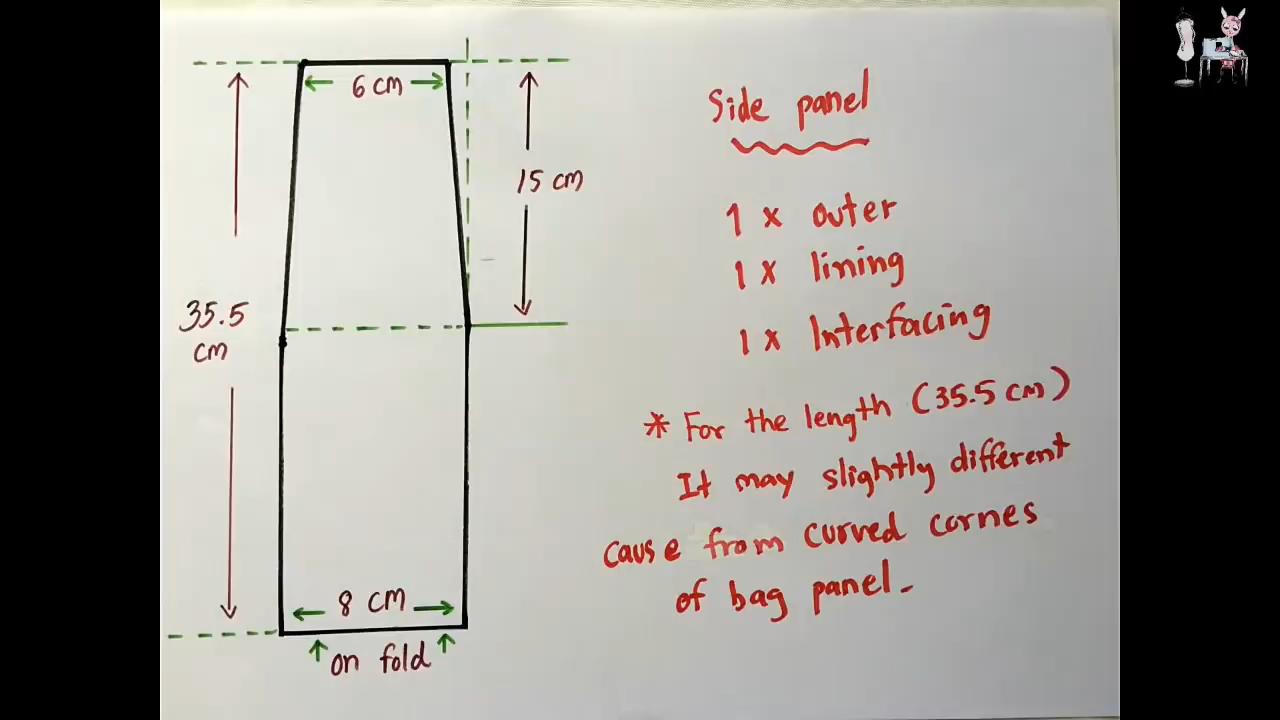 6 cm
15 cm
35.5
cm
8 cm
on fold
Side panel
1 x outer
1 x lining
1 x Interfacing
* For the length (35.5 cm)
It may slightly different
cause from curved cornes
of bag panel.